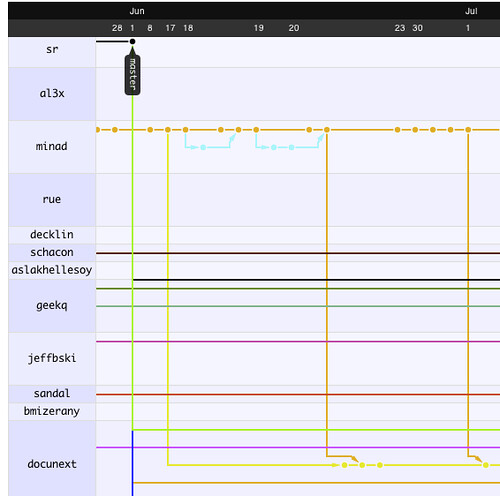 Jun Jul
28 1 8 17 18 19 20 23 30 1
sr
master
al3x
minad
rue
decklin
schacon
aslakhellesoy
geekq
jeffbski
sandal
bmizerany
docunext